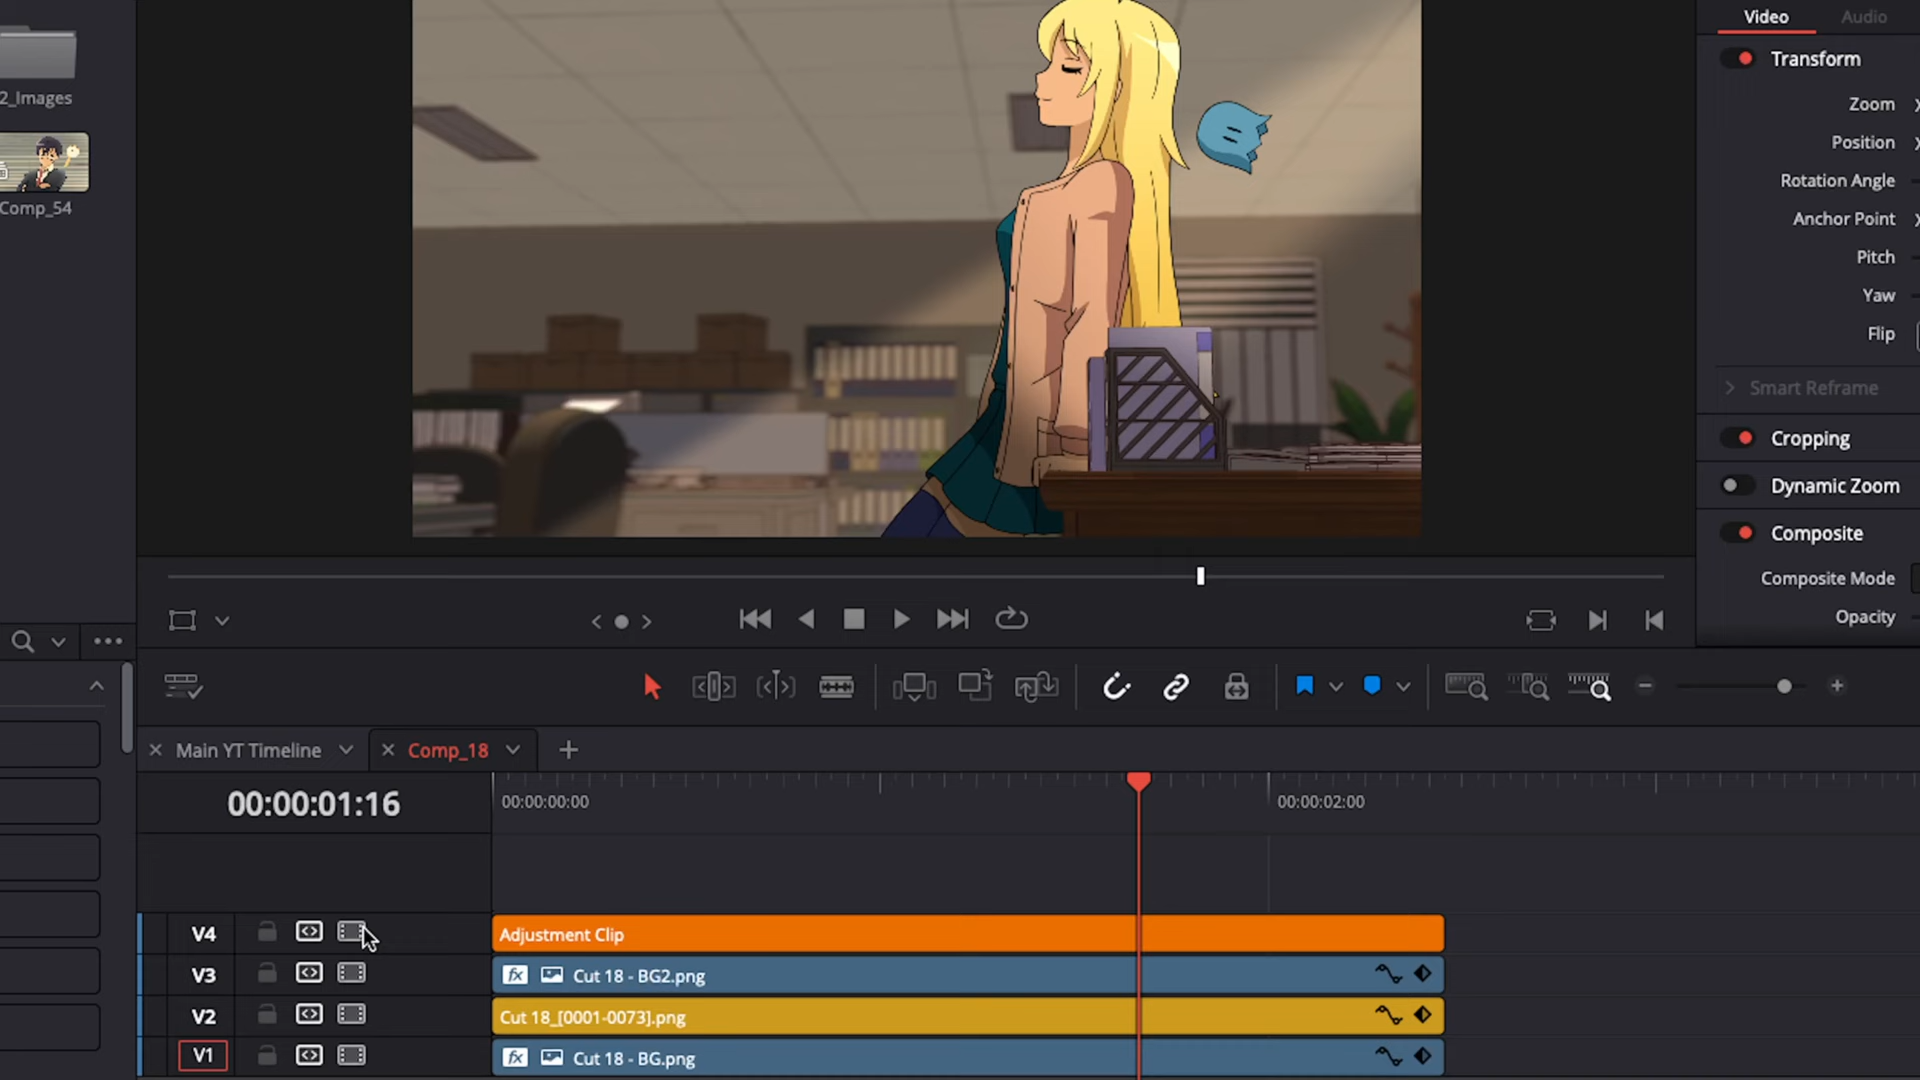 2_Images
Comp_54
Video
Audio
Transform
Zoom
Position
Rotation Angle
Anchor Point
Pitch
Yaw
Flip
Smart Reframe
Cropping
Dynamic Zoom
Composite
Composite Mode
Opacity
Main YT Timeline
Comp_18
00:00:01:16
00:00:00:00
00:00:02:00
V4
Adjustment Clip
V3
fx
Cut 18 - BG2.png
V2
Cut 18_[0001-0073].png
V1
fx
Cut 18 - BG.png